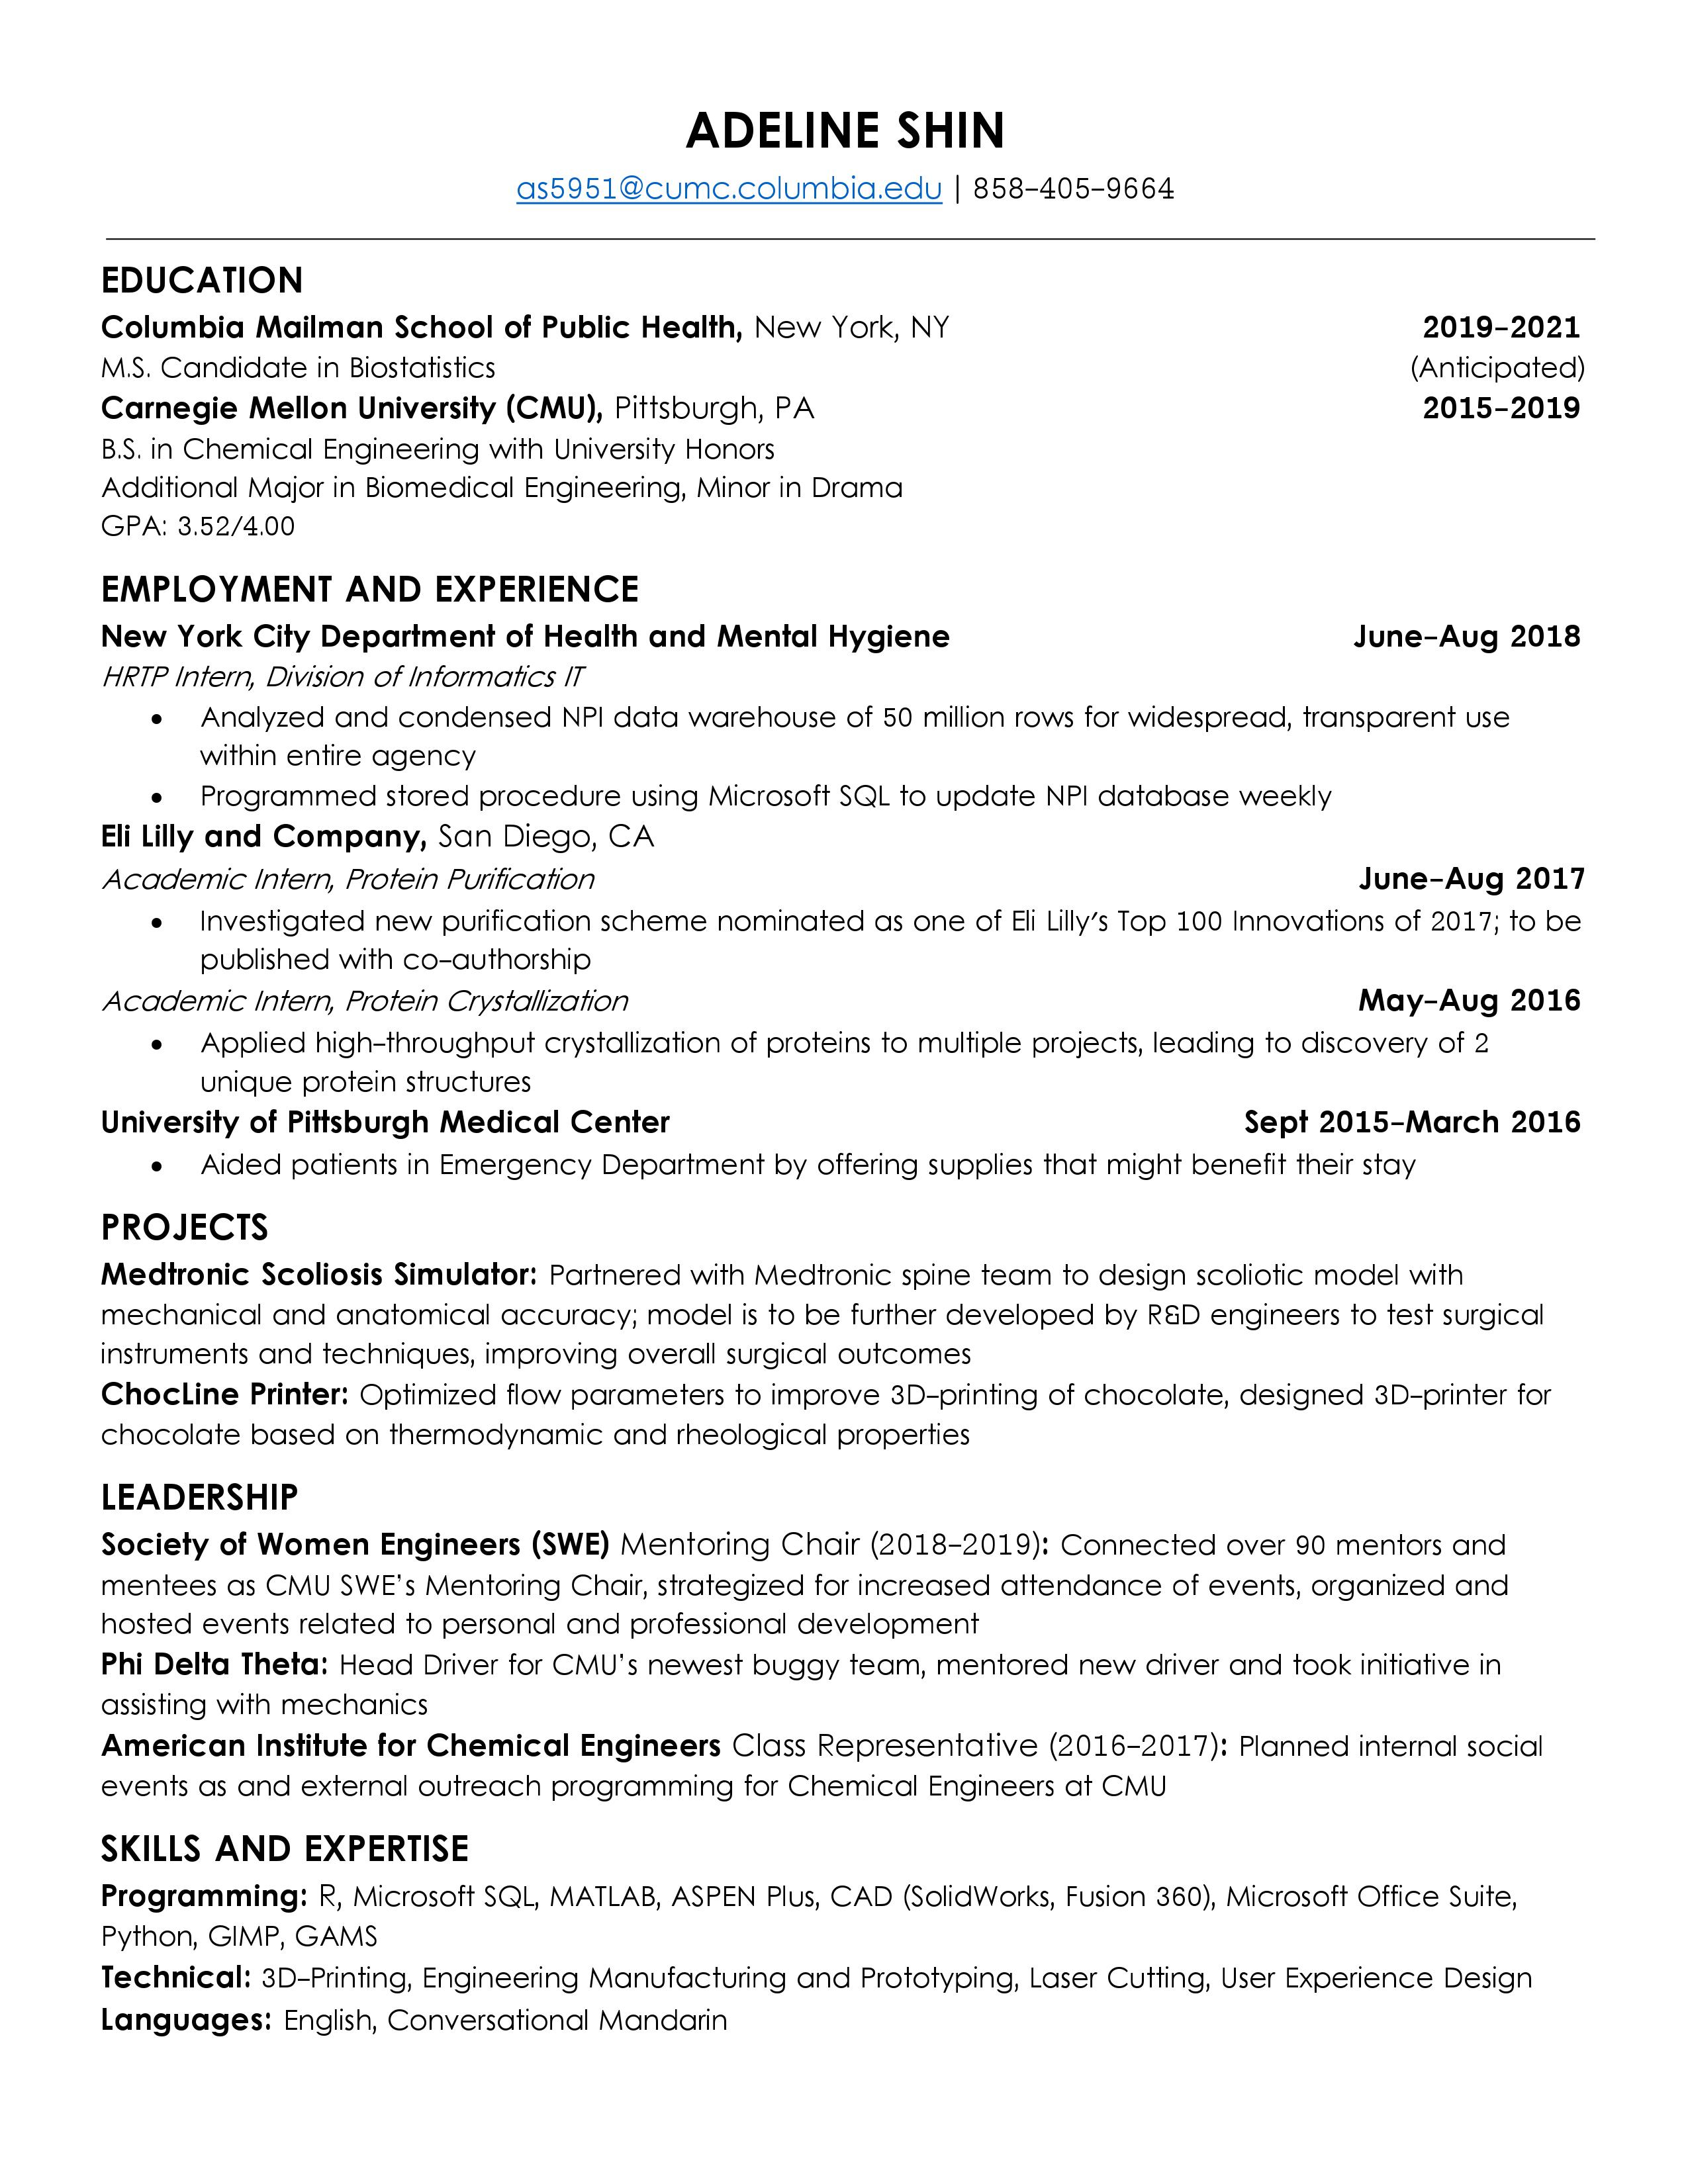 ADELINE SHIN
as5951@cumc.columbia.edu | 858-405-9664
EDUCATION
Columbia Mailman School of Public Health, New York, NY 2019-2021
M.S. Candidate in Biostatistics (Anticipated)
Carnegie Mellon University (CMU), Pittsburgh, PA 2015-2019
B.S. in Chemical Engineering with University Honors
Additional Major in Biomedical Engineering, Minor in Drama
GPA: 3.52/4.00
EMPLOYMENT AND EXPERIENCE
New York City Department of Health and Mental Hygiene June-Aug 2018
HRTP Intern, Division of Informatics IT
• Analyzed and condensed NPI data warehouse of 50 million rows for widespread, transparent use
within entire agency
• Programmed stored procedure using Microsoft SQL to update NPI database weekly
Eli Lilly and Company, San Diego, CA
Academic Intern, Protein Purification June-Aug 2017
• Investigated new purification scheme nominated as one of Eli Lilly's Top 100 Innovations of 2017; to be
published with co-authorship
Academic Intern, Protein Crystallization May-Aug 2016
• Applied high-throughput crystallization of proteins to multiple projects, leading to discovery of 2
unique protein structures
University of Pittsburgh Medical Center Sept 2015-March 2016
• Aided patients in Emergency Department by offering supplies that might benefit their stay
PROJECTS
Medtronic Scoliosis Simulator: Partnered with Medtronic spine team to design scoliotic model with
mechanical and anatomical accuracy; model is to be further developed by R&D engineers to test surgical
instruments and techniques, improving overall surgical outcomes
ChocLine Printer: Optimized flow parameters to improve 3D-printing of chocolate, designed 3D-printer for
chocolate based on thermodynamic and rheological properties
LEADERSHIP
Society of Women Engineers (SWE) Mentoring Chair (2018-2019): Connected over 90 mentors and
mentees as CMU SWE's Mentoring Chair, strategized for increased attendance of events, organized and
hosted events related to personal and professional development
Phi Delta Theta: Head Driver for CMU's newest buggy team, mentored new driver and took initiative in
assisting with mechanics
American Institute for Chemical Engineers Class Representative (2016-2017): Planned internal social
events as and external outreach programming for Chemical Engineers at CMU
SKILLS AND EXPERTISE
Programming: R, Microsoft SQL, MATLAB, ASPEN Plus, CAD (SolidWorks, Fusion 360), Microsoft Office Suite,
Python, GIMP, GAMS
Technical: 3D-Printing, Engineering Manufacturing and Prototyping, Laser Cutting, User Experience Design
Languages: English, Conversational Mandarin